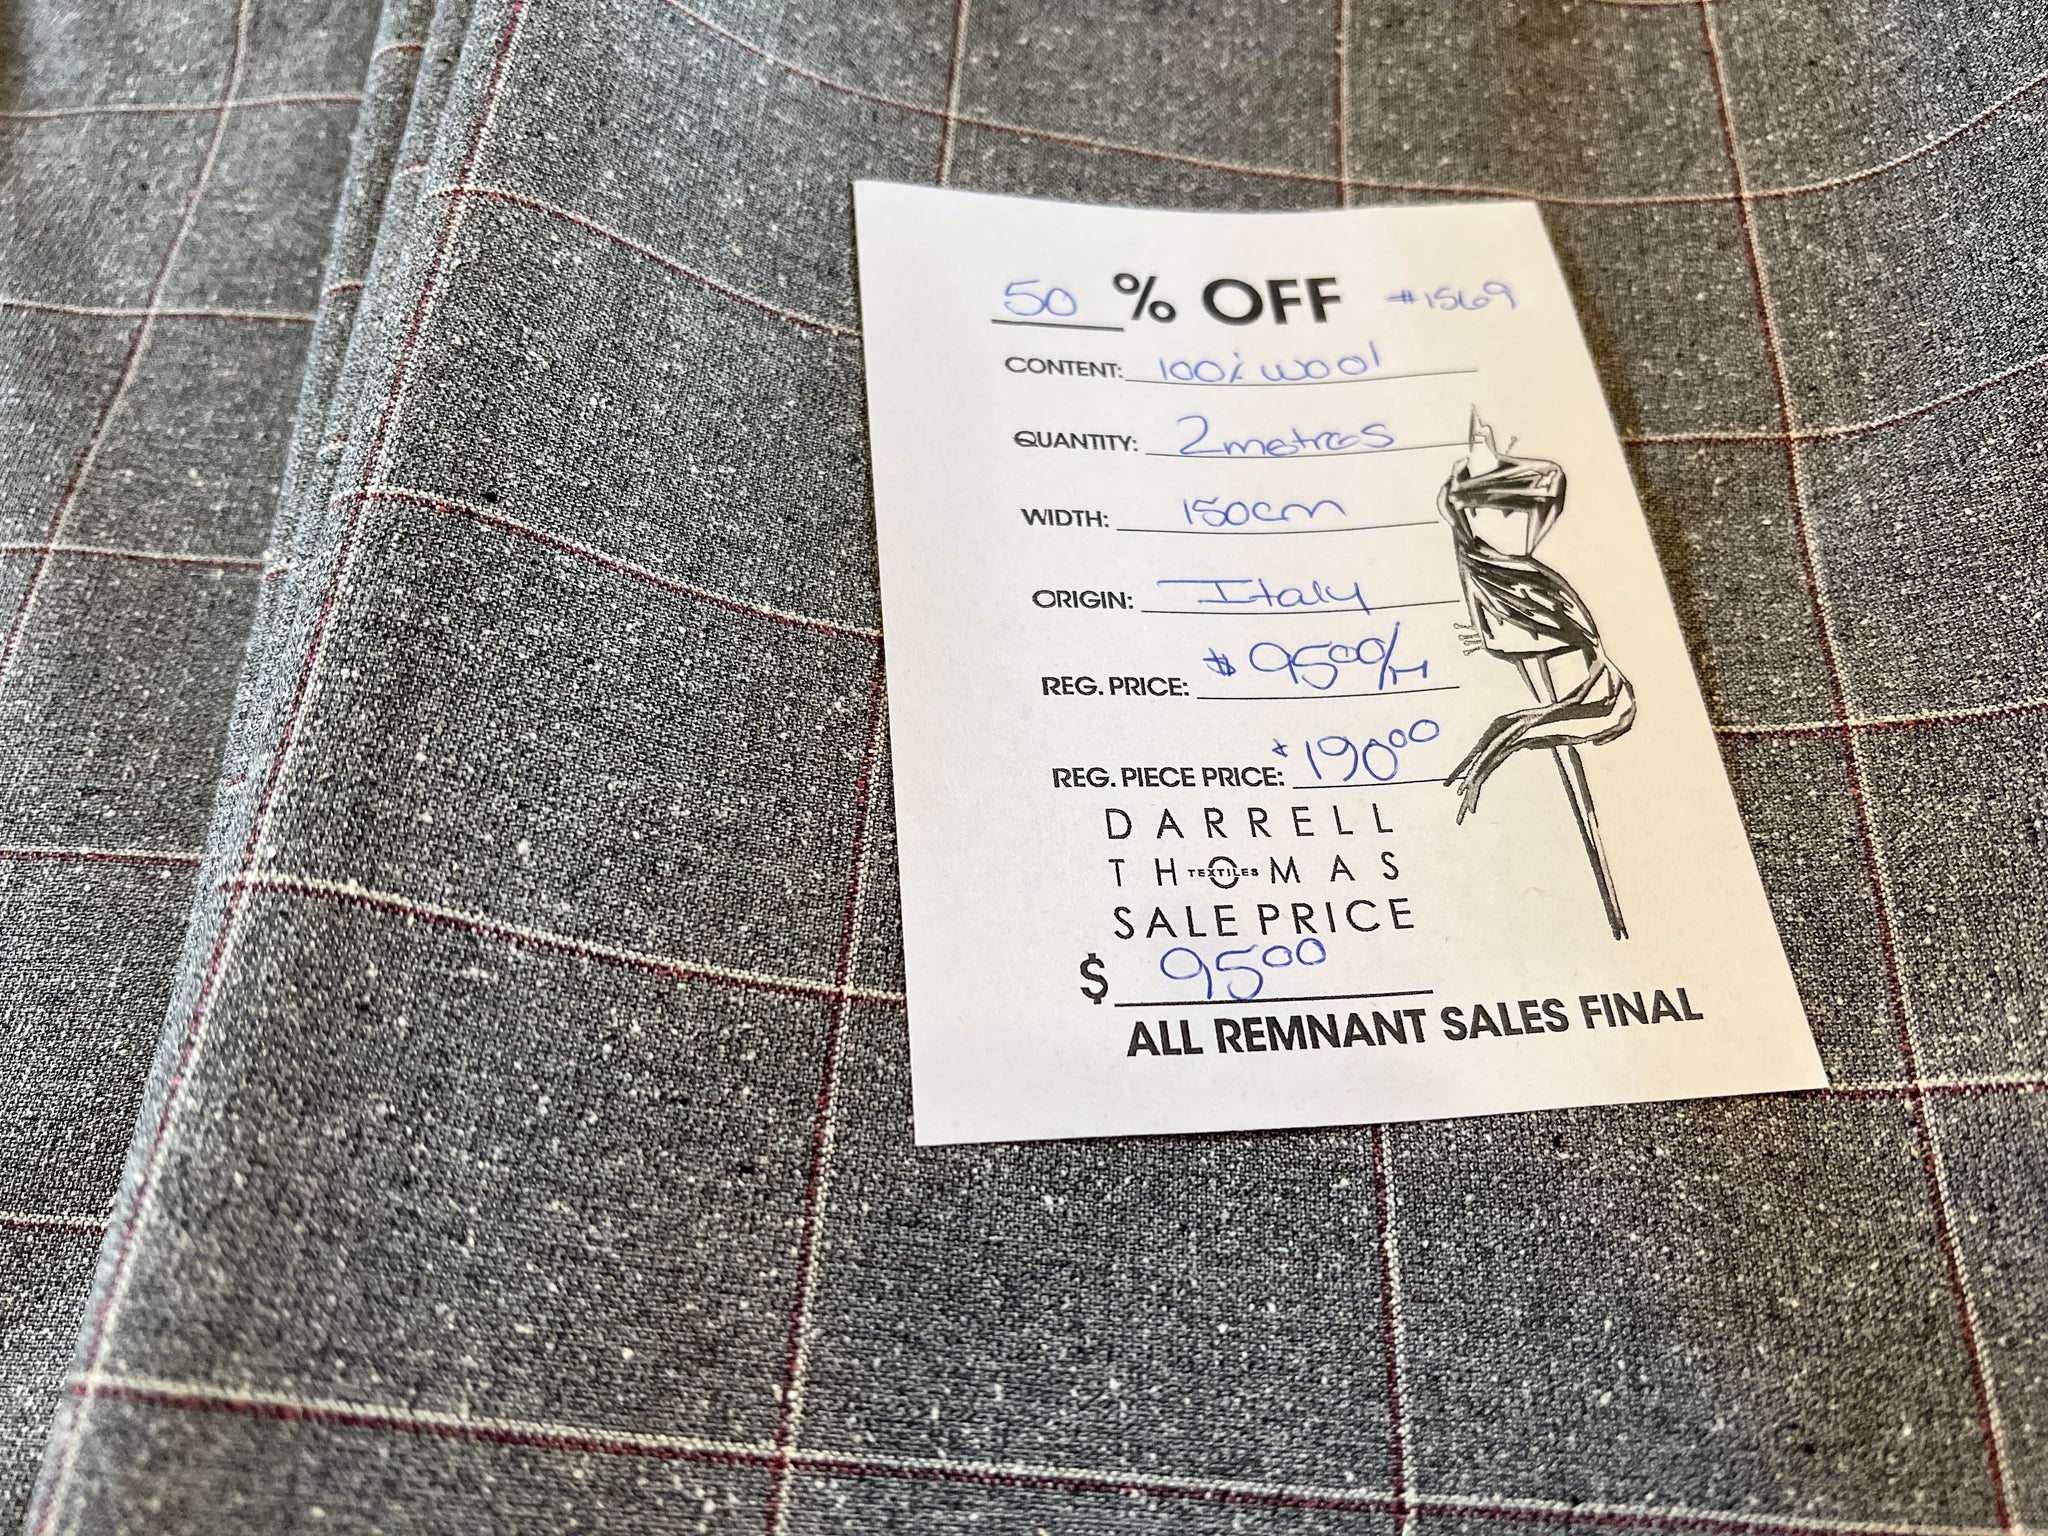 50 % OFF #1569
CONTENT: 100% wool
QUANTITY: 2 metres
WIDTH: 150cm
ORIGIN: Italy
REG. PRICE: $95.00/M
REG. PIECE PRICE: $190.00
DARRELL
THOMAS
TEXTILES
SALE PRICE
$ 95.00
ALL REMNANT SALES FINAL